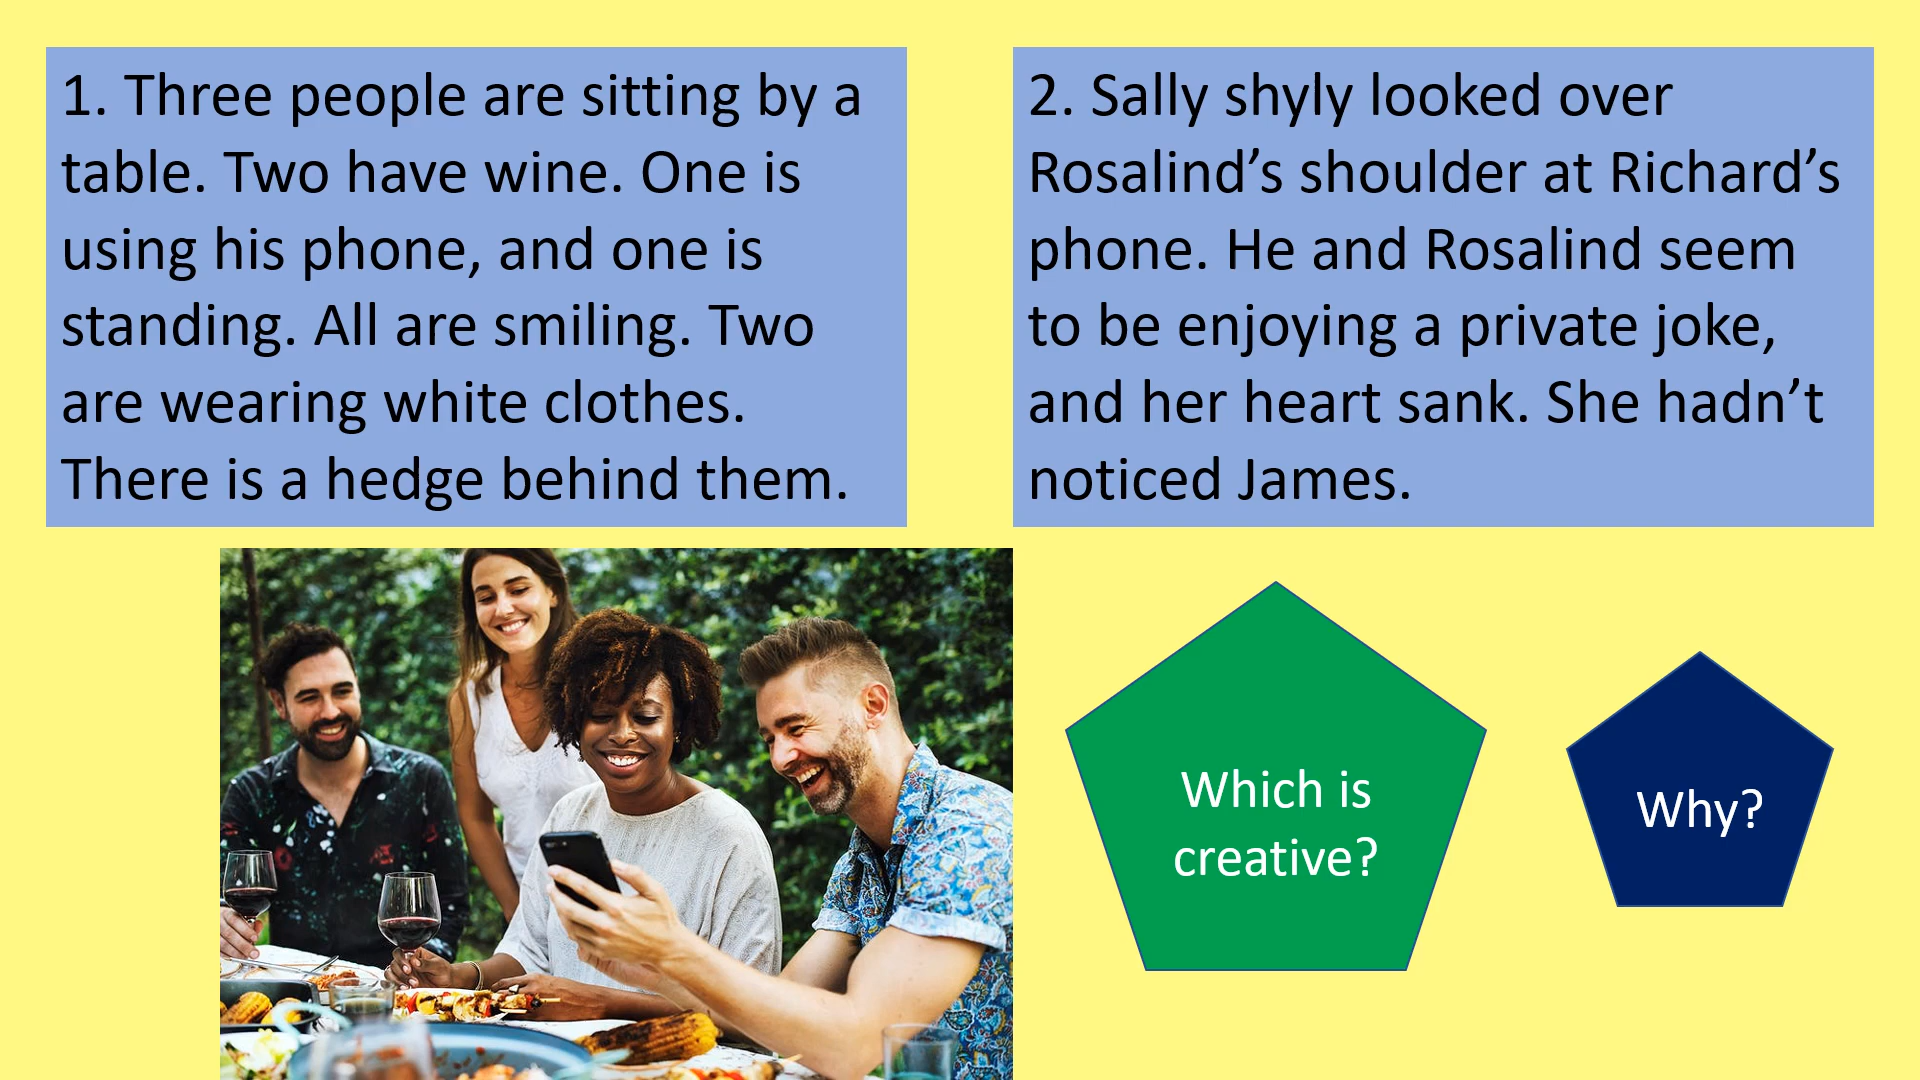 1. Three people are sitting by a
table. Two have wine. One is
using his phone, and one is
standing. All are smiling. Two
are wearing white clothes.
There is a hedge behind them.
2. Sally shyly looked over
Rosalind’s shoulder at Richard’s
phone. He and Rosalind seem
to be enjoying a private joke,
and her heart sank. She hadn’t
noticed James.
Which is
creative?
Why?